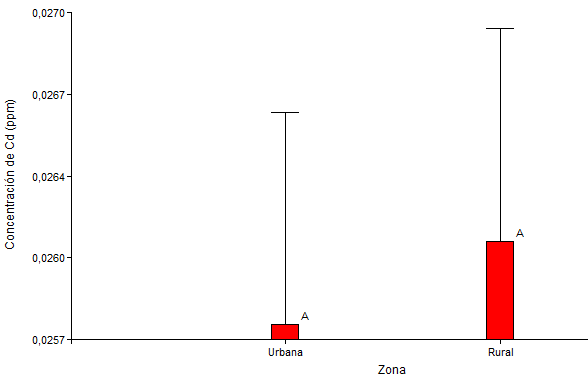 0,0270
0,0267
0,0264
0,0260
0,0257
Concentración de Cd (ppm)
A
A
Urbana
Rural
Zona